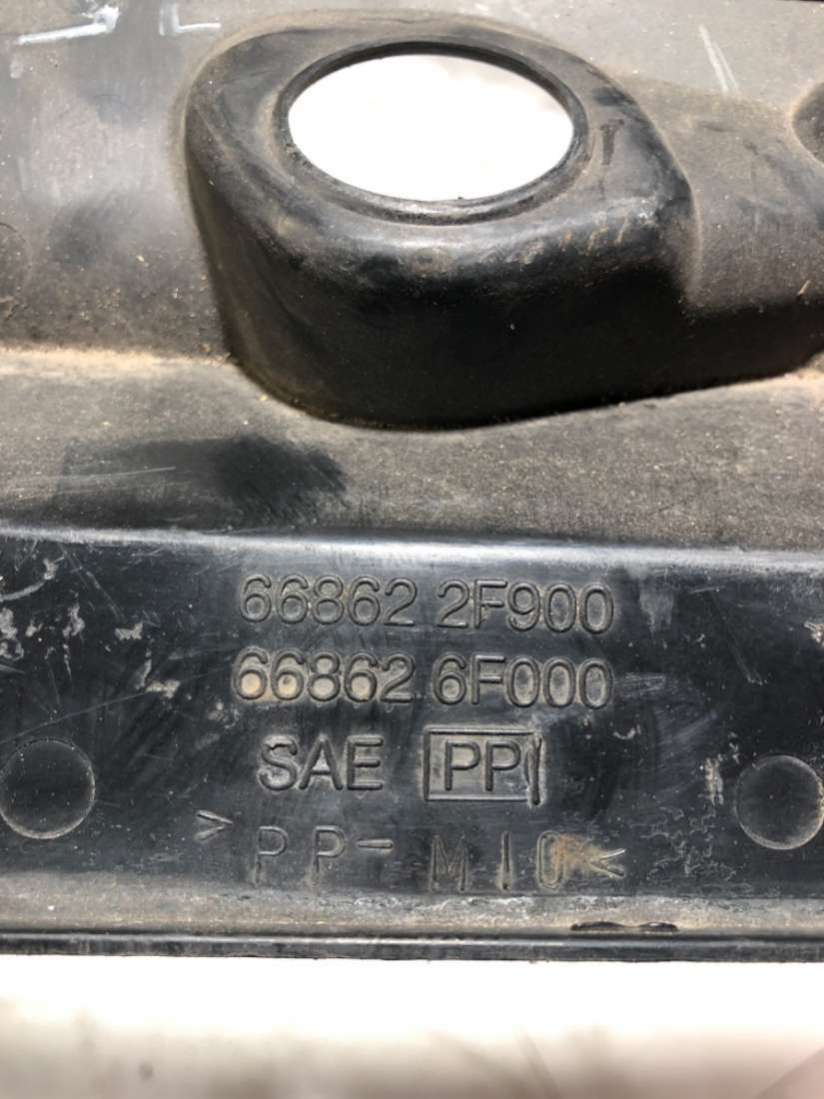 66862 2F900
66862 6F000
SAE PP
> PP-M10 <